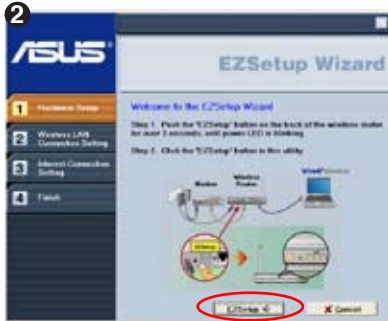 2
ASUS
EZSetup Wizard
1 Hardware Setup
2 Wireless LAN
Connection Setting
3 Internet Connection
Setting
4 Finish
Welcome to the EZSetup Wizard
Step 1. Push the "EZSetup" button on the back of the wireless router
for over 3 seconds, until power LED is blinking.
Step 2. Click the "EZSetup" button in this utility.
Modem
Wireless
Router
EZSetup
EZSetup
Cancel